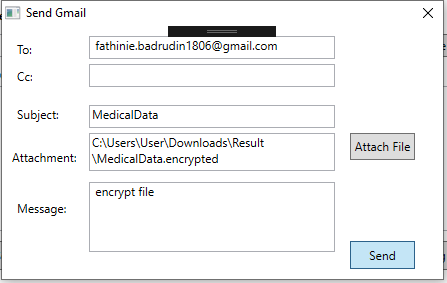 Send Gmail
To:
fathinie.badrudin1806@gmail.com
Cc:
Subject:
MedicalData
Attachment:
C:\Users\User\Downloads\Result
\MedicalData.encrypted
Attach File
Message:
encrypt file
Send